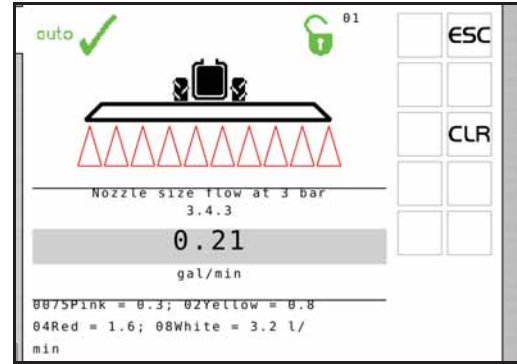 auto
01
ESC
CLR
Nozzle size flow at 3 bar
3.4.3
0.21
gal/min
0075Pink = 0.3; 02Yellow = 0.8
04Red = 1.6; 08White = 3.2 l/
min